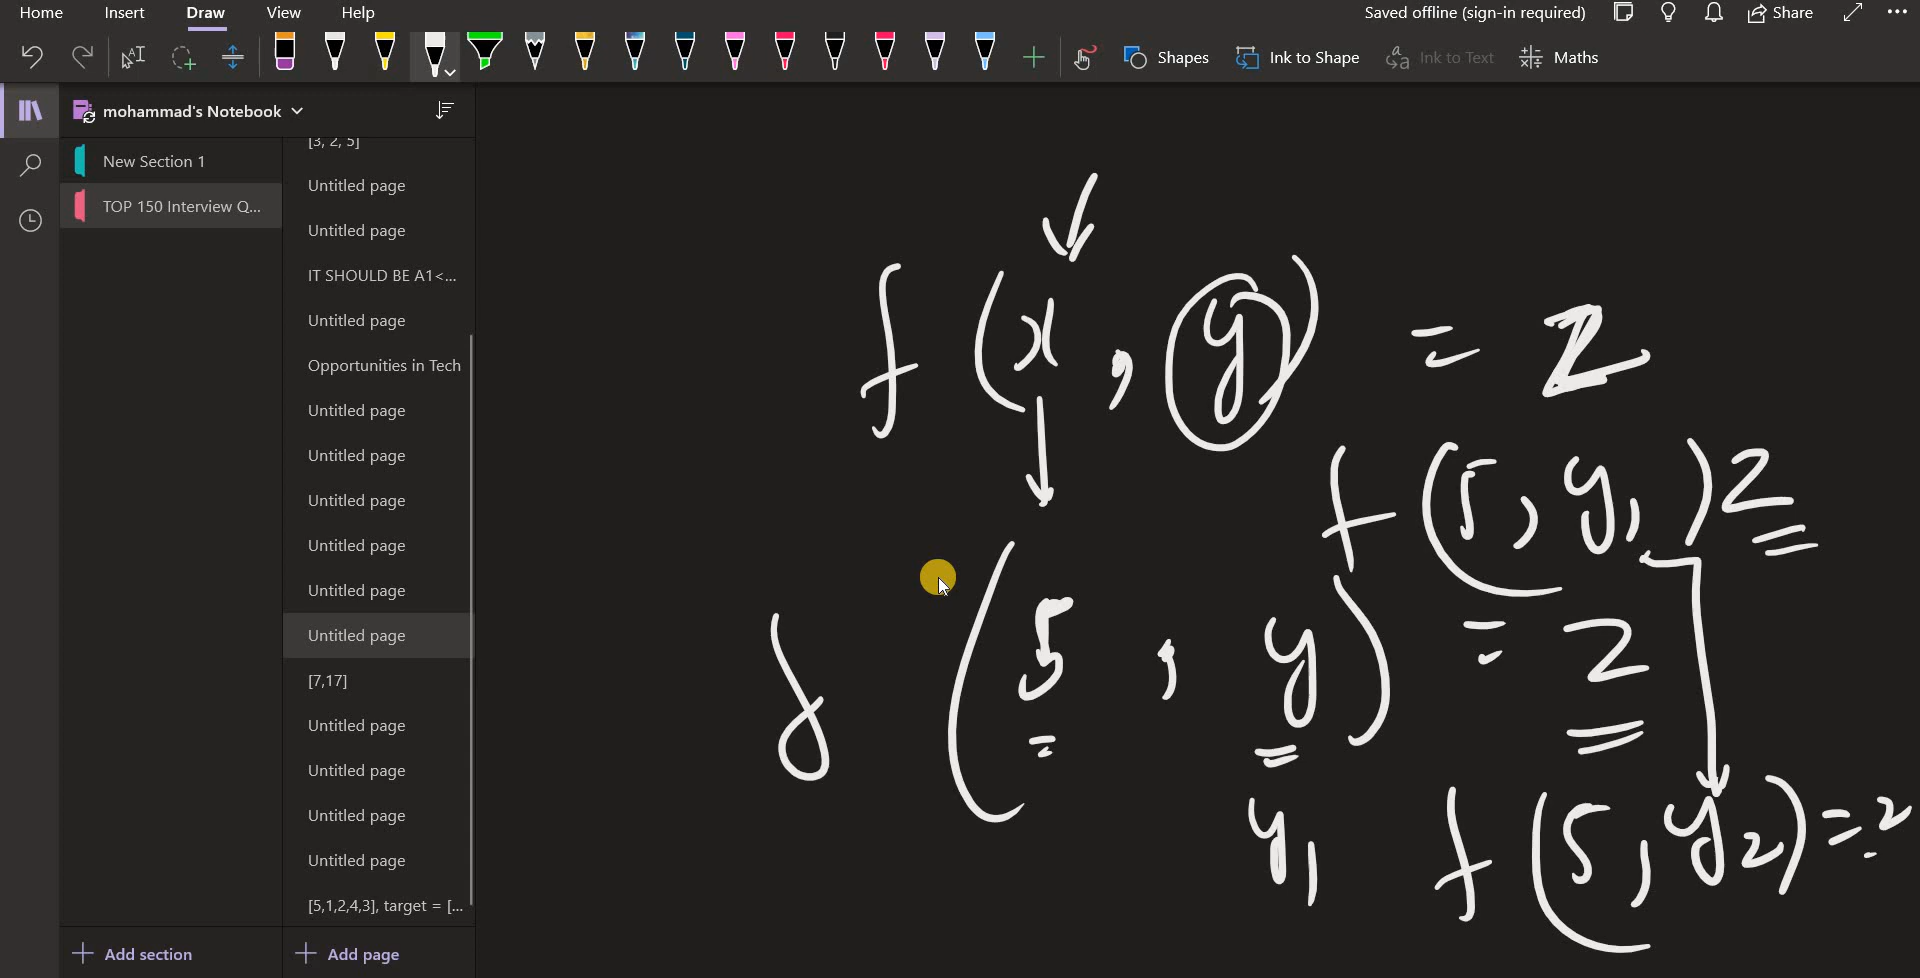 Home Insert Draw View Help Saved offline (sign-in required) Share
Shapes Ink to Shape Ink to Text Maths
mohammad's Notebook
New Section 1
TOP 150 Interview Q...
[3, 2, 5]
Untitled page
Untitled page
IT SHOULD BE A1<...
Untitled page
Opportunities in Tech
Untitled page
Untitled page
Untitled page
Untitled page
Untitled page
Untitled page
[7,17]
Untitled page
Untitled page
Untitled page
Untitled page
[5,1,2,4,3], target = [...
Add section Add page
f(x, y) = z
f(5, y1) z =
f(5, y) = z
y1
f(5, y2) = z